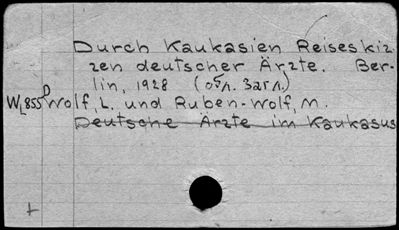 Durch Kaukasien Reiseskiz-
zen deutscher Ärzte. Ber-
lin, 1928 (обл. загл.)
W 855 Wolf, L. und Ruben-Wolf, M.
Deutsche Ärzte im Kaukasus